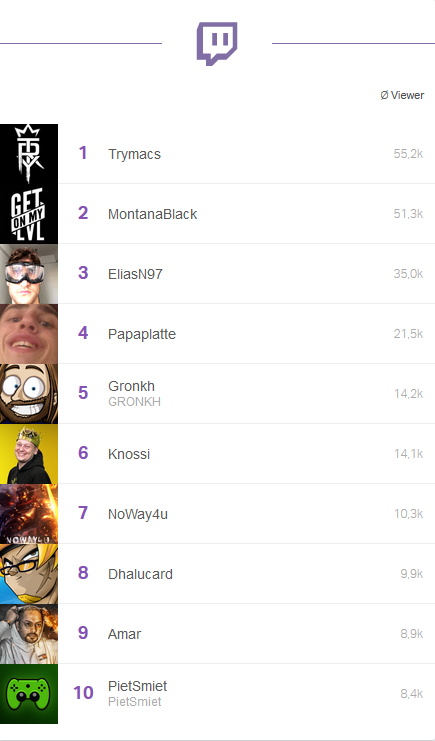 Ø Viewer
1 Trymacs 55,2k
GET
ON MY
LVL
2 MontanaBlack 51,3k
3 EliasN97 35,0k
4 Papaplatte 21,5k
5 Gronkh 14,2k
GRONKH
6 Knossi 14,1k
NOWAY4U
7 NoWay4u 10,3k
8 Dhalucard 9,9k
9 Amar 8,9k
10 PietSmiet 8,4k
PietSmiet